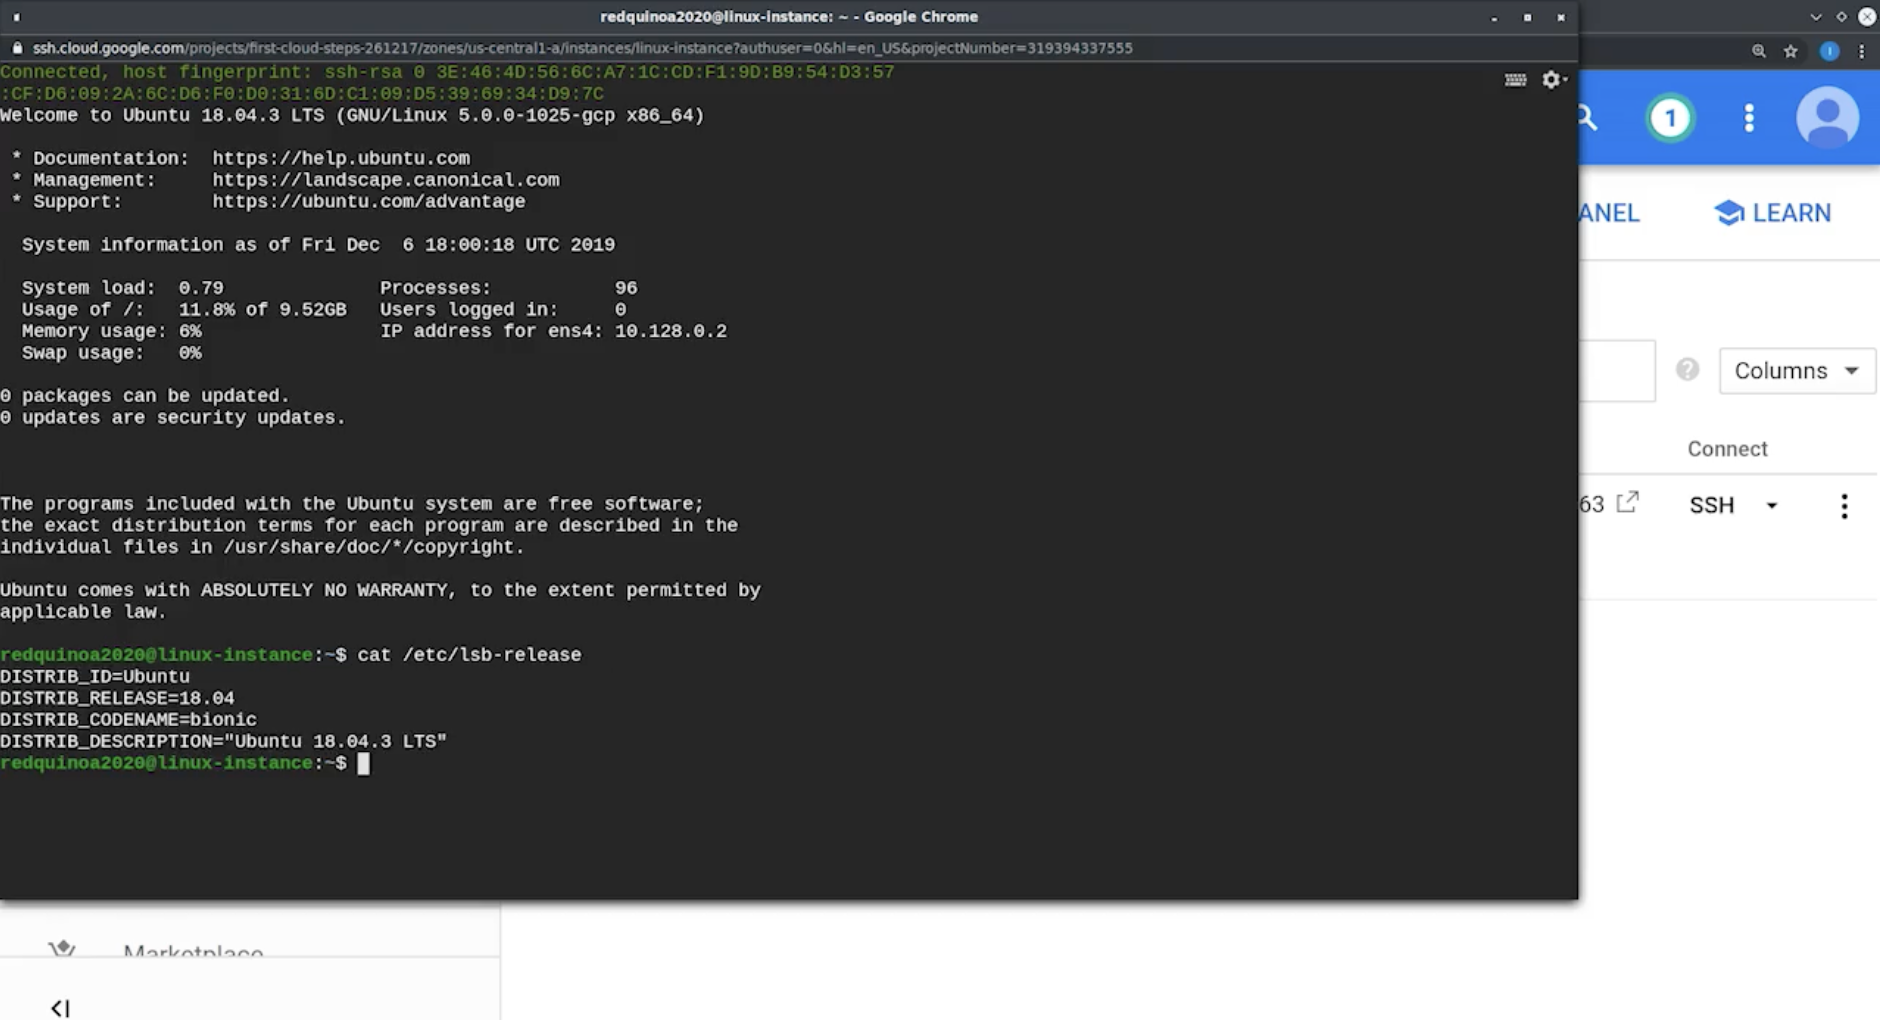 redquinoa2020@linux-instance: ~ - Google Chrome
ssh.cloud.google.com/projects/first-cloud-steps-261217/zones/us-central1-a/instances/linux-instance?authuser=0&hl=en_US&projectNumber=319394337555
Connected, host fingerprint: ssh-rsa 0 3E:46:4D:56:6C:A7:1C:CD:F1:9D:B9:54:D3:57
:CF:D6:09:2A:6C:D6:F0:D0:31:6D:C1:09:D5:39:69:34:D9:7C
Welcome to Ubuntu 18.04.3 LTS (GNU/Linux 5.0.0-1025-gcp x86_64)
* Documentation:  https://help.ubuntu.com
* Management:     https://landscape.canonical.com
* Support:        https://ubuntu.com/advantage
System information as of Fri Dec  6 18:00:18 UTC 2019
System load:  0.79              Processes:           96
Usage of /:   11.8% of 9.52GB   Users logged in:     0
Memory usage: 6%                IP address for ens4: 10.128.0.2
Swap usage:   0%
0 packages can be updated.
0 updates are security updates.
The programs included with the Ubuntu system are free software;
the exact distribution terms for each program are described in the
individual files in /usr/share/doc/*/copyright.
Ubuntu comes with ABSOLUTELY NO WARRANTY, to the extent permitted by
applicable law.
redquinoa2020@linux-instance:~$ cat /etc/lsb-release
DISTRIB_ID=Ubuntu
DISTRIB_RELEASE=18.04
DISTRIB_CODENAME=bionic
DISTRIB_DESCRIPTION="Ubuntu 18.04.3 LTS"
redquinoa2020@linux-instance:~$
1
ANEL LEARN
? Columns
Connect
63 SSH
Marketplace